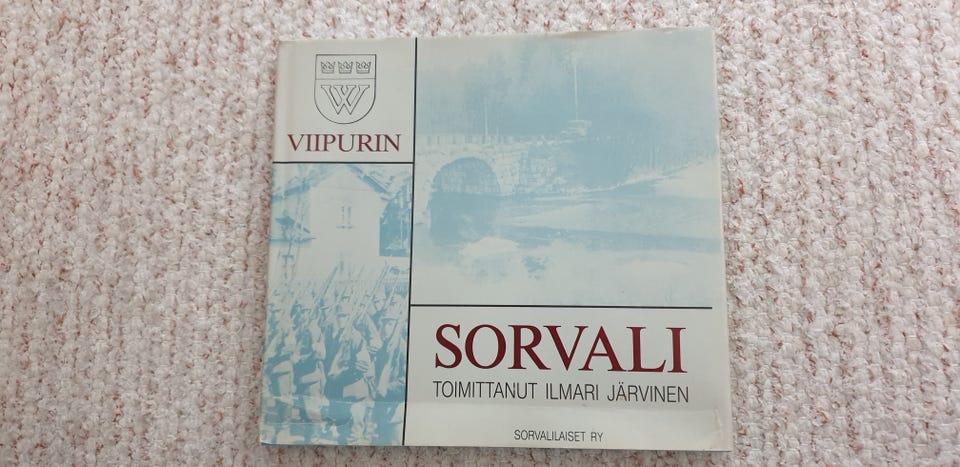 W
VIIPURIN
SORVALI
TOIMITTANUT ILMARI JÄRVINEN
SORVALILAISET RY